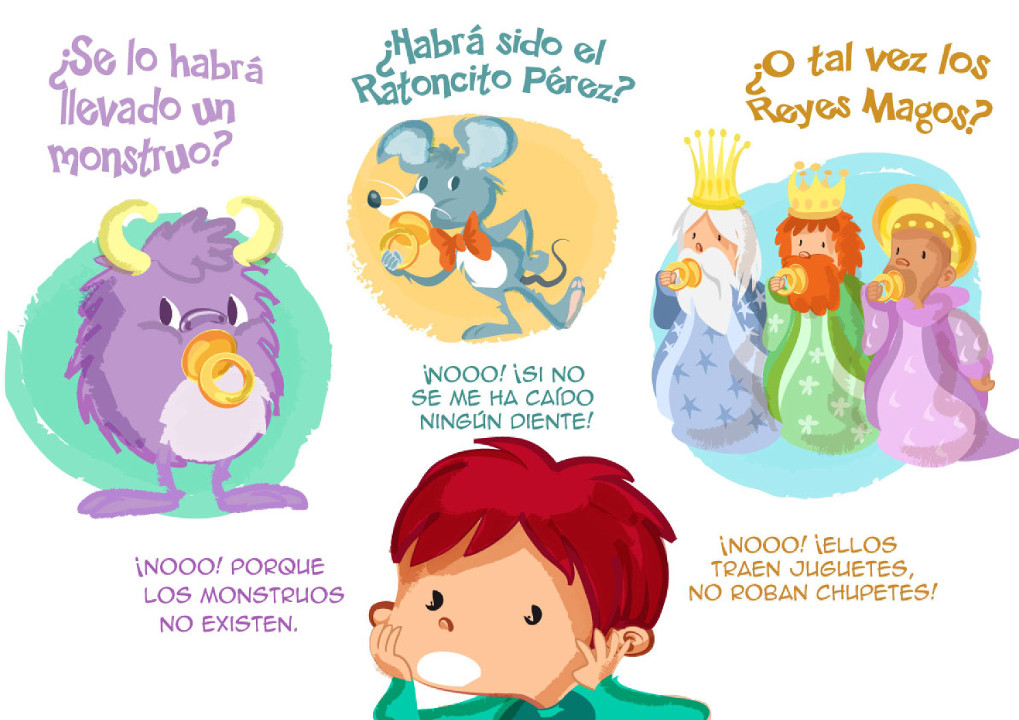 ¿Se lo habrá
llevado un
monstruo?
¡NOOO! PORQUE
LOS MONSTRUOS
NO EXISTEN.
¿Habrá sido el
Ratoncito Pérez?
¡NOOO! ¡SI NO
SE ME HA CAÍDO
NINGÚN DIENTE!
¿O tal vez los
Reyes Magos?
¡NOOO! ¡ELLOS
TRAEN JUGUETES,
NO ROBAN CHUPETES!